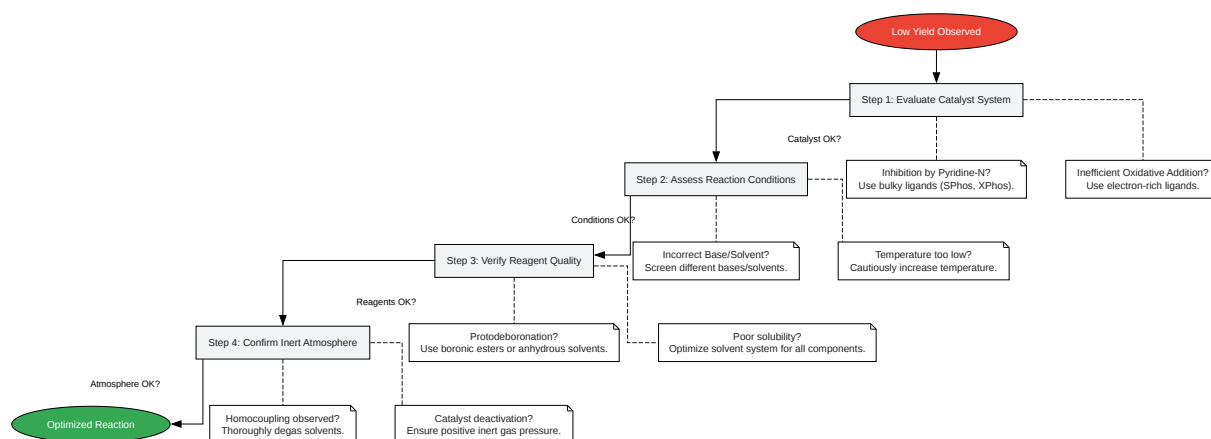 Low Yield Observed
Step 1: Evaluate Catalyst System
Catalyst OK?
Inhibition by Pyridine-N?
Use bulky ligands (SPhos, XPhos).
Inefficient Oxidative Addition?
Use electron-rich ligands.
Step 2: Assess Reaction Conditions
Conditions OK?
Incorrect Base/Solvent?
Screen different bases/solvents.
Temperature too low?
Cautiously increase temperature.
Step 3: Verify Reagent Quality
Reagents OK?
Protodeboronation?
Use boronic esters or anhydrous solvents.
Poor solubility?
Optimize solvent system for all components.
Step 4: Confirm Inert Atmosphere
Atmosphere OK?
Homocoupling observed?
Thoroughly degas solvents.
Catalyst deactivation?
Ensure positive inert gas pressure.
Optimized Reaction